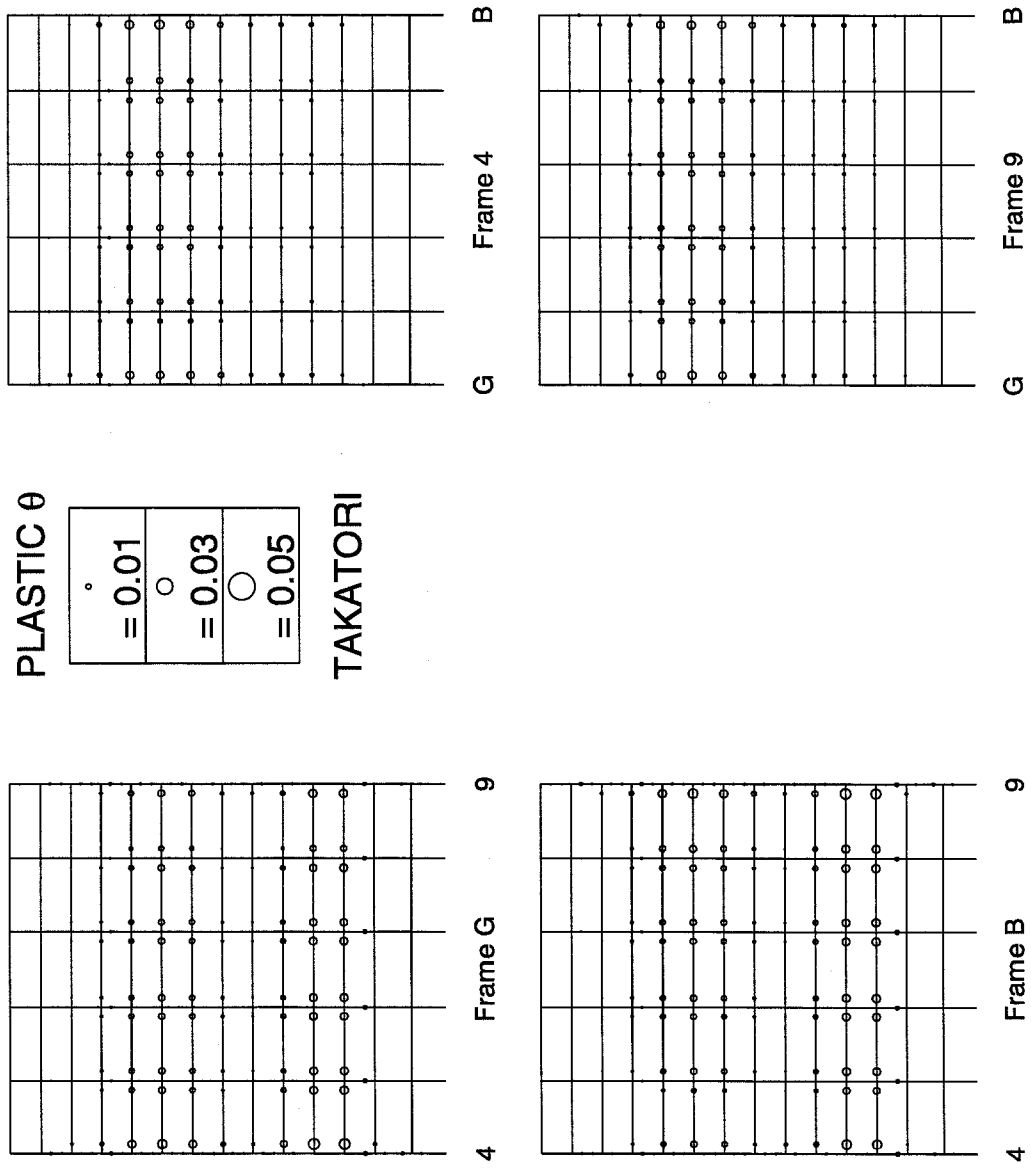 PLASTIC θ
= 0.01
= 0.03
= 0.05
TAKATORI
G Frame 4 B
G Frame 9 B
4 Frame G 9
4 Frame B 9